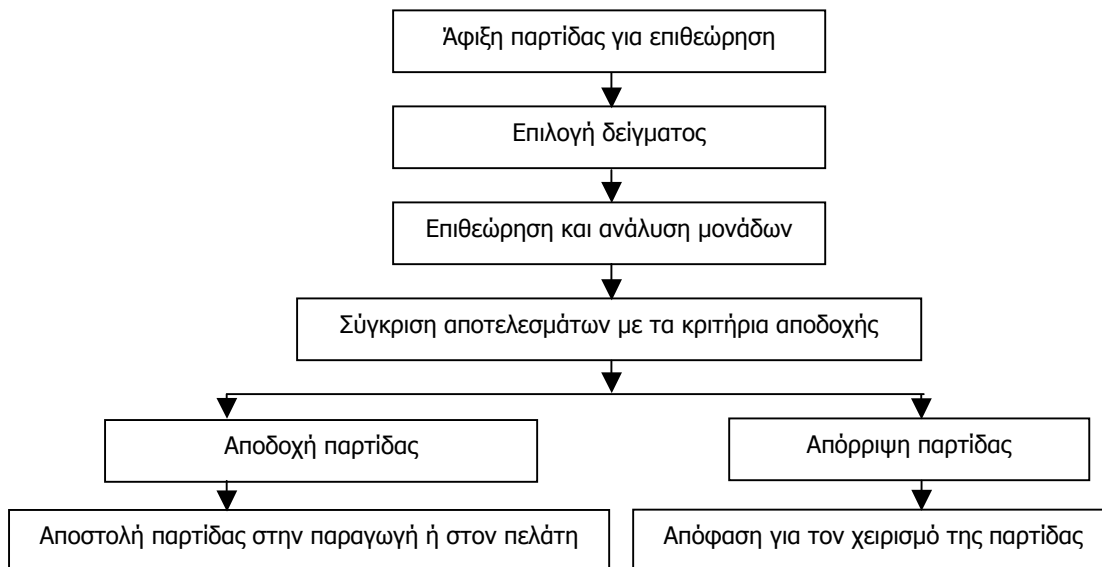 Άφιξη παρτίδας για επιθεώρηση
Επιλογή δείγματος
Επιθεώρηση και ανάλυση μονάδων
Σύγκριση αποτελεσμάτων με τα κριτήρια αποδοχής
Αποδοχή παρτίδας
Απόρριψη παρτίδας
Αποστολή παρτίδας στην παραγωγή ή στον πελάτη
Απόφαση για τον χειρισμό της παρτίδας